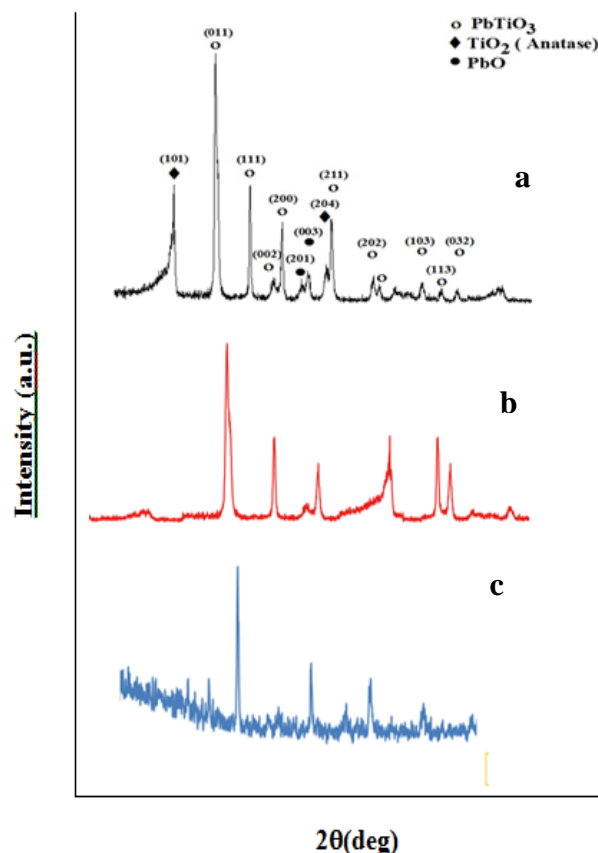 ○ PbTiO₃
◆ TiO₂ ( Anatase)
● PbO
(011)
(101)
(111)
(002)
(200)
(201)
(003)
(204)
(211)
(202)
(103)
(113)
(032)
a
b
c
Intensity (a.u.)
2θ(deg)